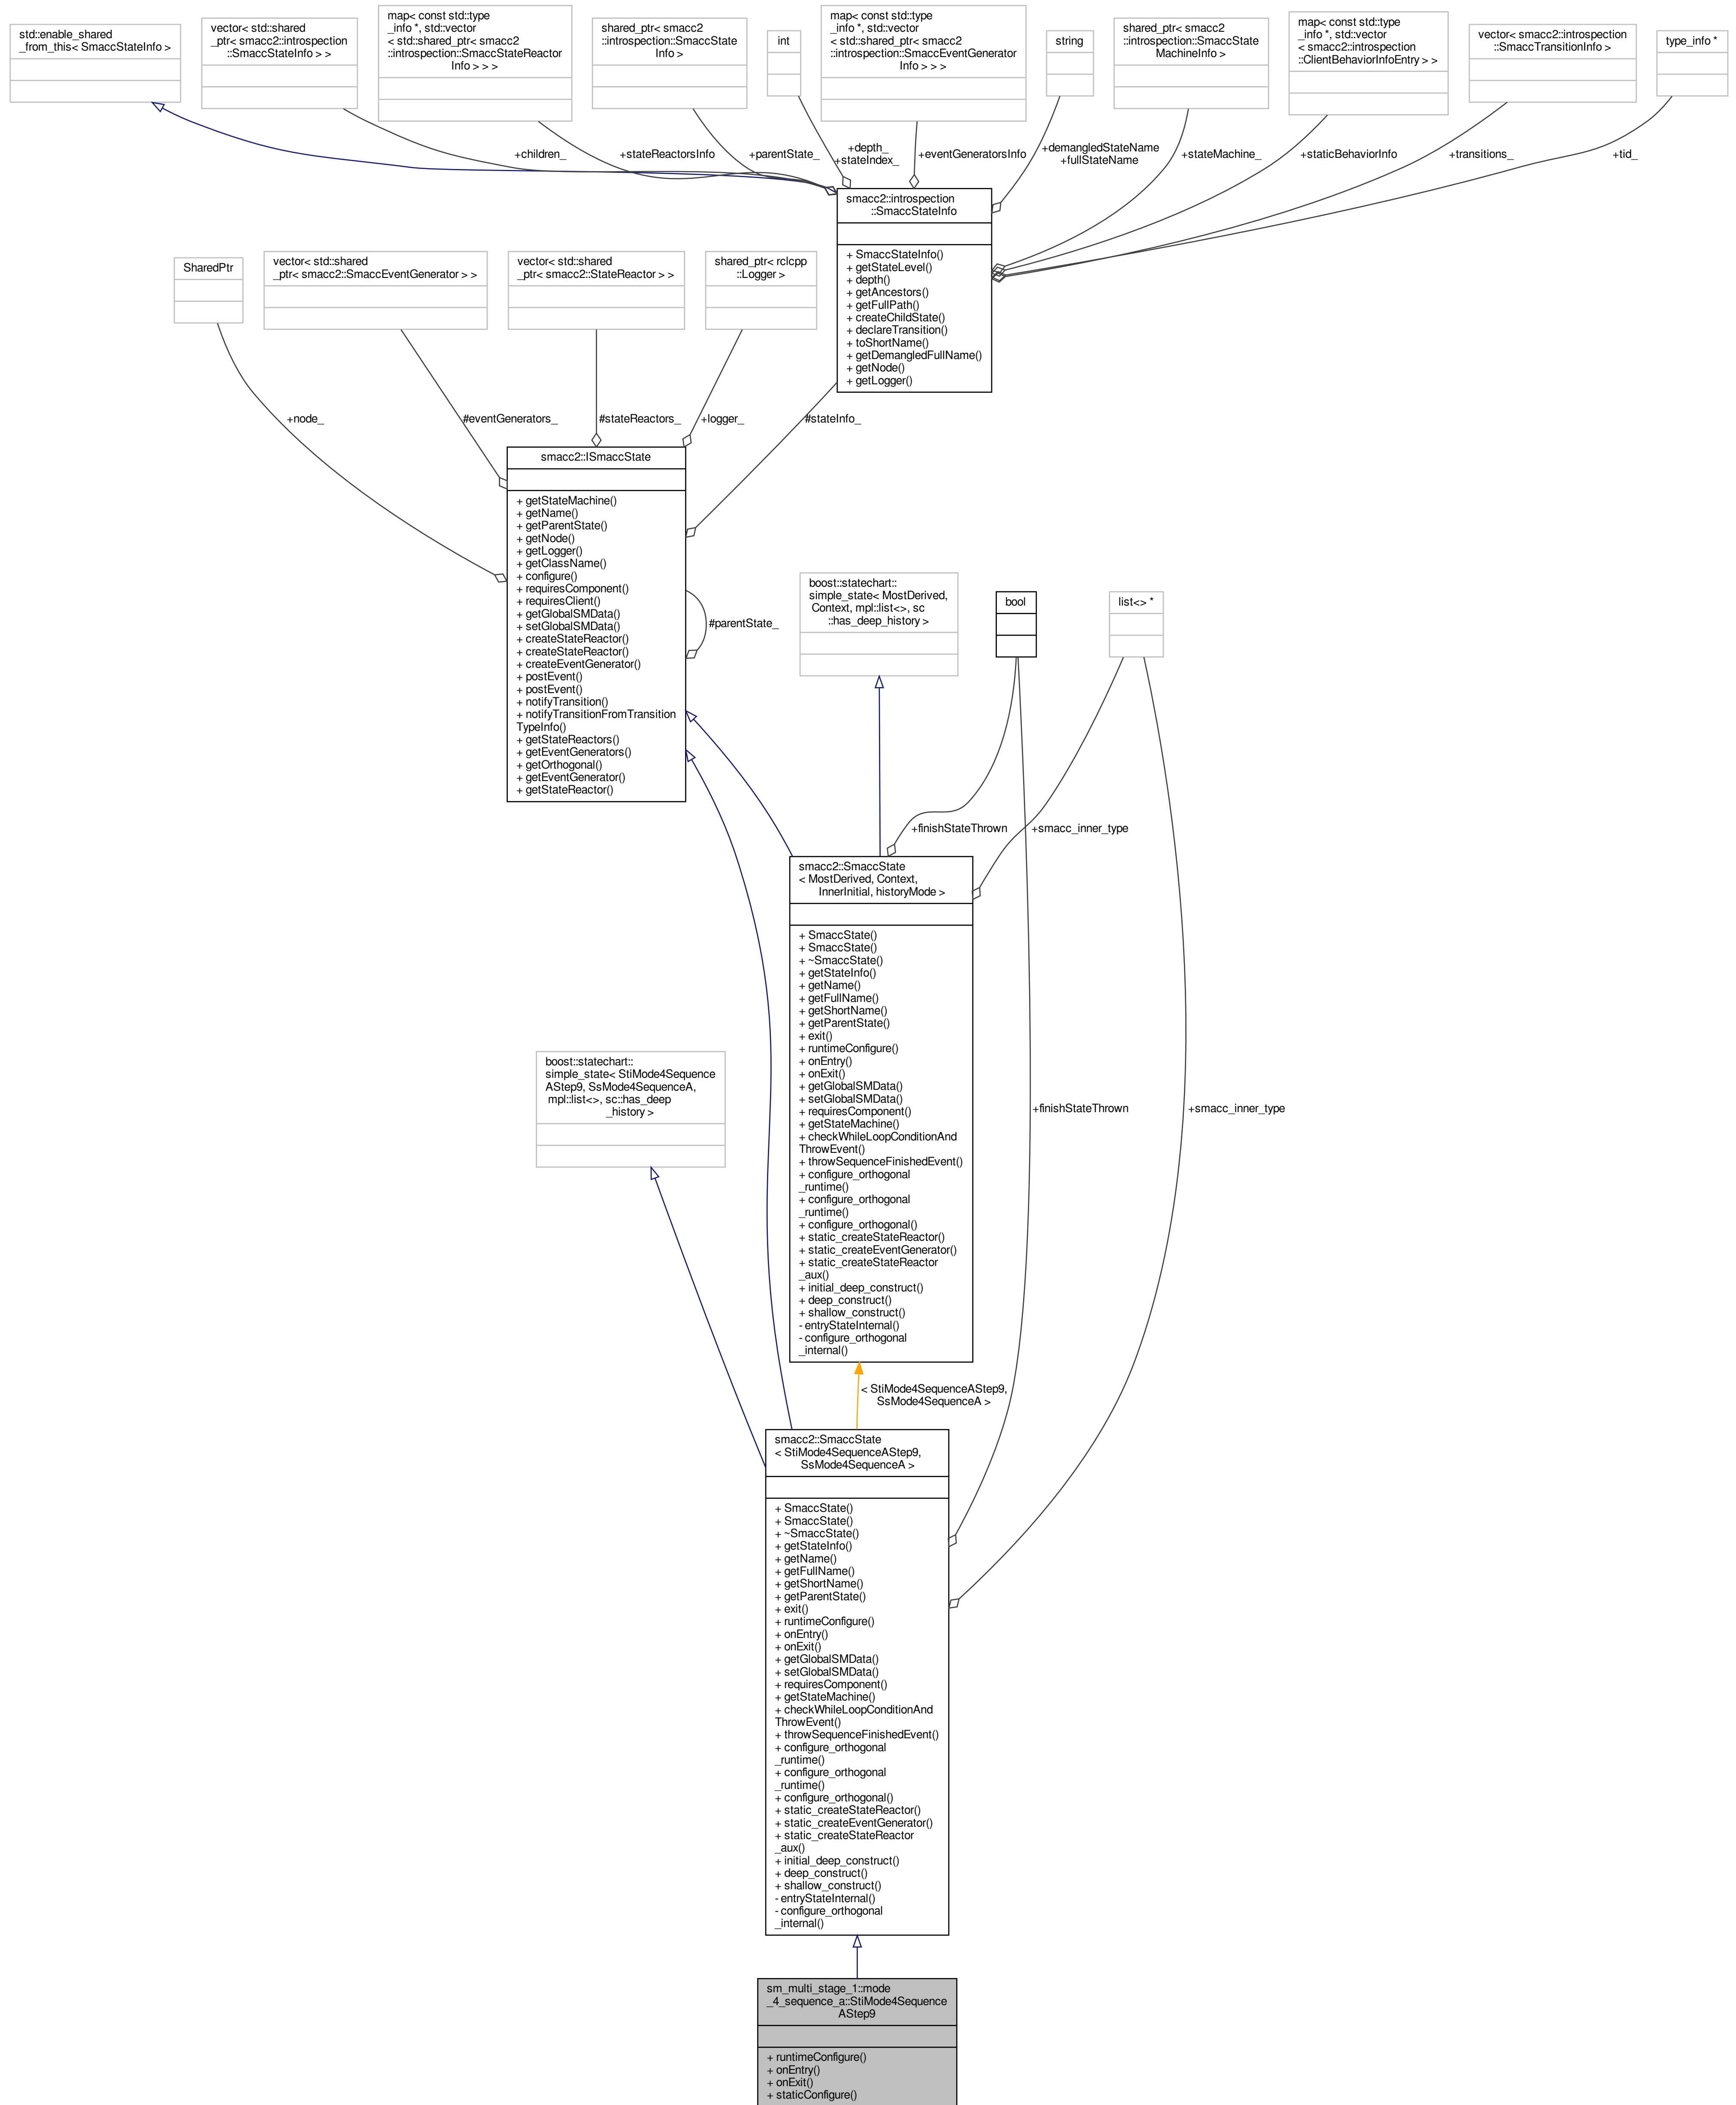 std::enable_shared
_from_this< SmaccStateInfo >
vector< std::shared
_ptr< smacc2::introspection
::SmaccStateInfo > >
map< const std::type
_info *, std::vector
< std::shared_ptr< smacc2
::introspection::SmaccStateReactor
Info > > >
shared_ptr< smacc2
::introspection::SmaccState
Info >
int
map< const std::type
_info *, std::vector
< std::shared_ptr< smacc2
::introspection::SmaccEventGenerator
Info > > >
string
shared_ptr< smacc2
::introspection::SmaccState
MachineInfo >
map< const std::type
_info *, std::vector
< smacc2::introspection
::ClientBehaviorInfoEntry > >
vector< smacc2::introspection
::SmaccTransitionInfo >
type_info *
+children_
+stateReactorsInfo
+parentState_
+depth_
+stateIndex_
+eventGeneratorsInfo
+demangledStateName
+fullStateName
+stateMachine_
+staticBehaviorInfo
+transitions_
+tid_
smacc2::introspection
::SmaccStateInfo
+ SmaccStateInfo()
+ getStateLevel()
+ depth()
+ getAncestors()
+ getFullPath()
+ createChildState()
+ declareTransition()
+ toShortName()
+ getDemangledFullName()
+ getNode()
+ getLogger()
SharedPtr
vector< std::shared
_ptr< smacc2::SmaccEventGenerator > >
vector< std::shared
_ptr< smacc2::StateReactor > >
shared_ptr< rclcpp
::Logger >
+node_
#eventGenerators_
#stateReactors_
+logger_
#stateInfo_
smacc2::ISmaccState
+ getStateMachine()
+ getName()
+ getParentState()
+ getNode()
+ getLogger()
+ getClassName()
+ configure()
+ requiresComponent()
+ requiresClient()
+ getGlobalSMData()
+ setGlobalSMData()
+ createStateReactor()
+ createStateReactor()
+ createEventGenerator()
+ postEvent()
+ postEvent()
+ notifyTransition()
+ notifyTransitionFromTransition
TypeInfo()
+ getStateReactors()
+ getEventGenerators()
+ getOrthogonal()
+ getEventGenerator()
+ getStateReactor()
#parentState_
boost::statechart::
simple_state< MostDerived,
Context, mpl::list<>, sc
::has_deep_history >
bool
list<> *
+finishStateThrown
+smacc_inner_type
smacc2::SmaccState
< MostDerived, Context,
InnerInitial, historyMode >
+ SmaccState()
+ SmaccState()
+ ~SmaccState()
+ getStateInfo()
+ getName()
+ getFullName()
+ getShortName()
+ getParentState()
+ exit()
+ runtimeConfigure()
+ onEntry()
+ onExit()
+ getGlobalSMData()
+ setGlobalSMData()
+ requiresComponent()
+ getStateMachine()
+ checkWhileLoopConditionAnd
ThrowEvent()
+ throwSequenceFinishedEvent()
+ configure_orthogonal
_runtime()
+ configure_orthogonal
_runtime()
+ configure_orthogonal()
+ static_createStateReactor()
+ static_createEventGenerator()
+ static_createStateReactor
_aux()
+ initial_deep_construct()
+ deep_construct()
+ shallow_construct()
- entryStateInternal()
- configure_orthogonal
_internal()
boost::statechart::
simple_state< StiMode4Sequence
AStep9, SsMode4SequenceA,
mpl::list<>, sc::has_deep
_history >
+finishStateThrown
+smacc_inner_type
< StiMode4SequenceAStep9,
SsMode4SequenceA >
smacc2::SmaccState
< StiMode4SequenceAStep9,
SsMode4SequenceA >
+ SmaccState()
+ SmaccState()
+ ~SmaccState()
+ getStateInfo()
+ getName()
+ getFullName()
+ getShortName()
+ getParentState()
+ exit()
+ runtimeConfigure()
+ onEntry()
+ onExit()
+ getGlobalSMData()
+ setGlobalSMData()
+ requiresComponent()
+ getStateMachine()
+ checkWhileLoopConditionAnd
ThrowEvent()
+ throwSequenceFinishedEvent()
+ configure_orthogonal
_runtime()
+ configure_orthogonal
_runtime()
+ configure_orthogonal()
+ static_createStateReactor()
+ static_createEventGenerator()
+ static_createStateReactor
_aux()
+ initial_deep_construct()
+ deep_construct()
+ shallow_construct()
- entryStateInternal()
- configure_orthogonal
_internal()
sm_multi_stage_1::mode
_4_sequence_a::StiMode4Sequence
AStep9
+ runtimeConfigure()
+ onEntry()
+ onExit()
+ staticConfigure()